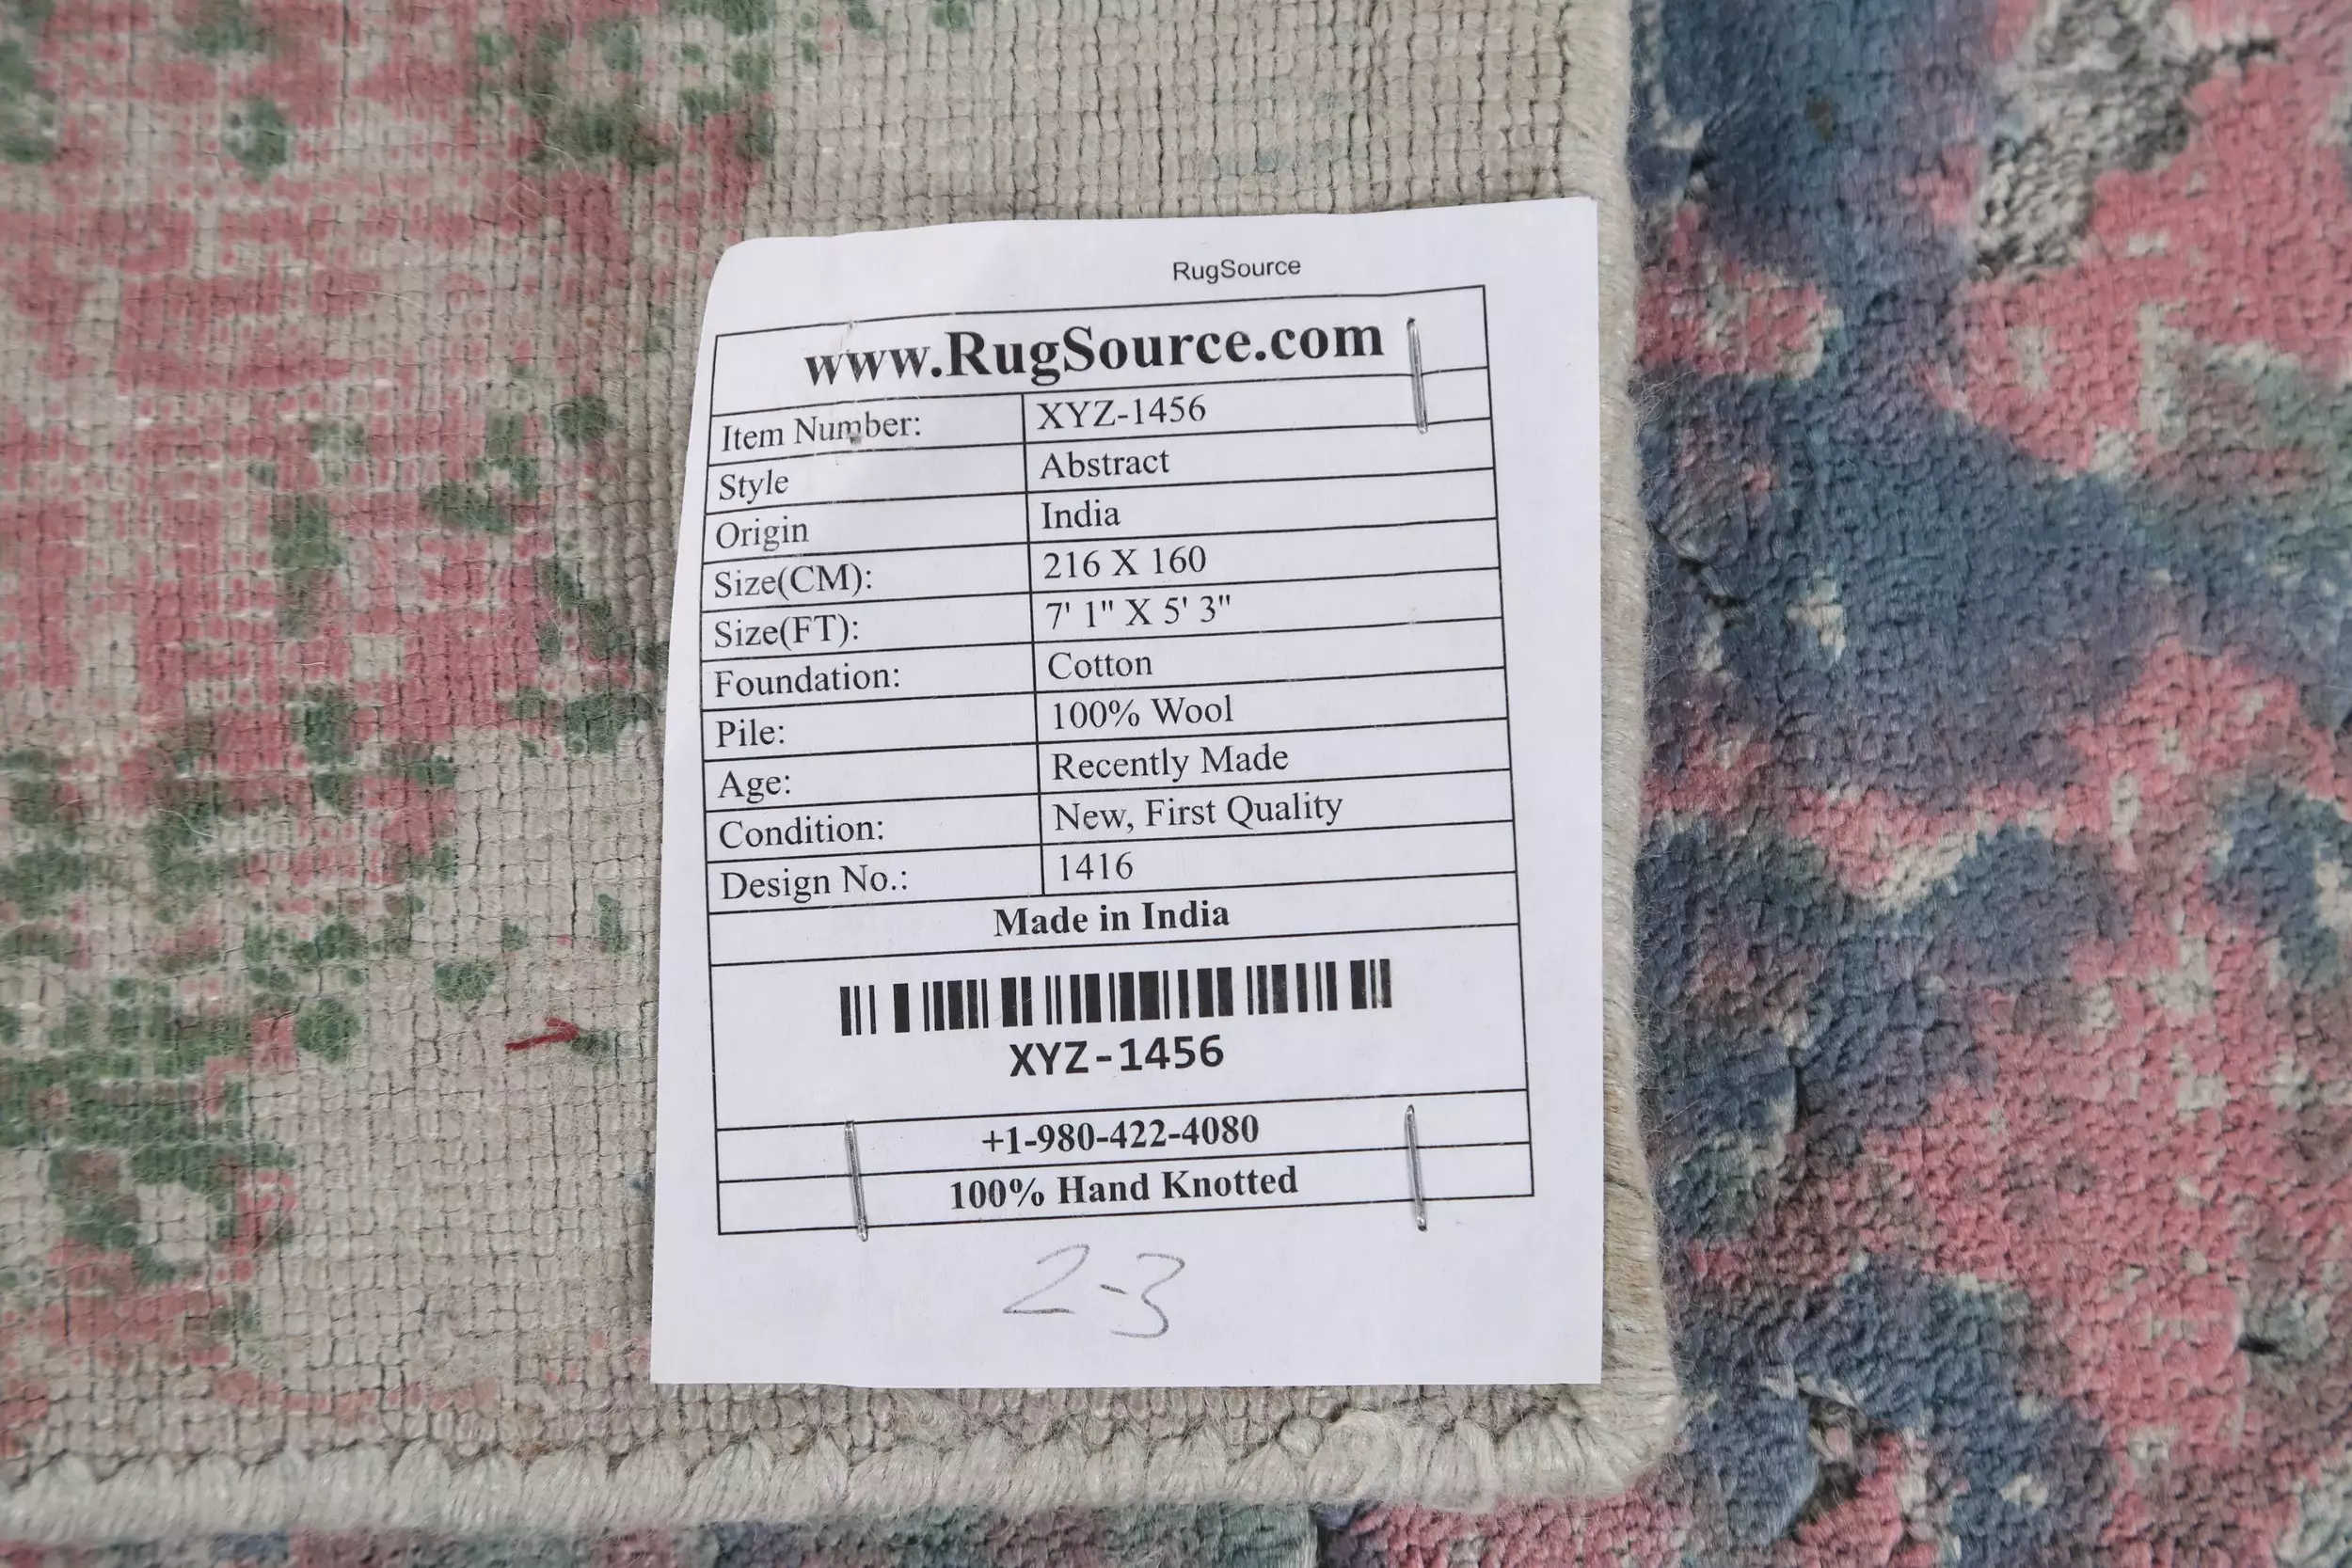 RugSource
www.RugSource.com
Item Number: XYZ-1456
Style Abstract
Origin India
Size(CM): 216 X 160
Size(FT): 7' 1" X 5' 3"
Foundation: Cotton
Pile: 100% Wool
Age: Recently Made
Condition: New, First Quality
Design No.: 1416
Made in India
XYZ-1456
+1-980-422-4080
100% Hand Knotted
2-3